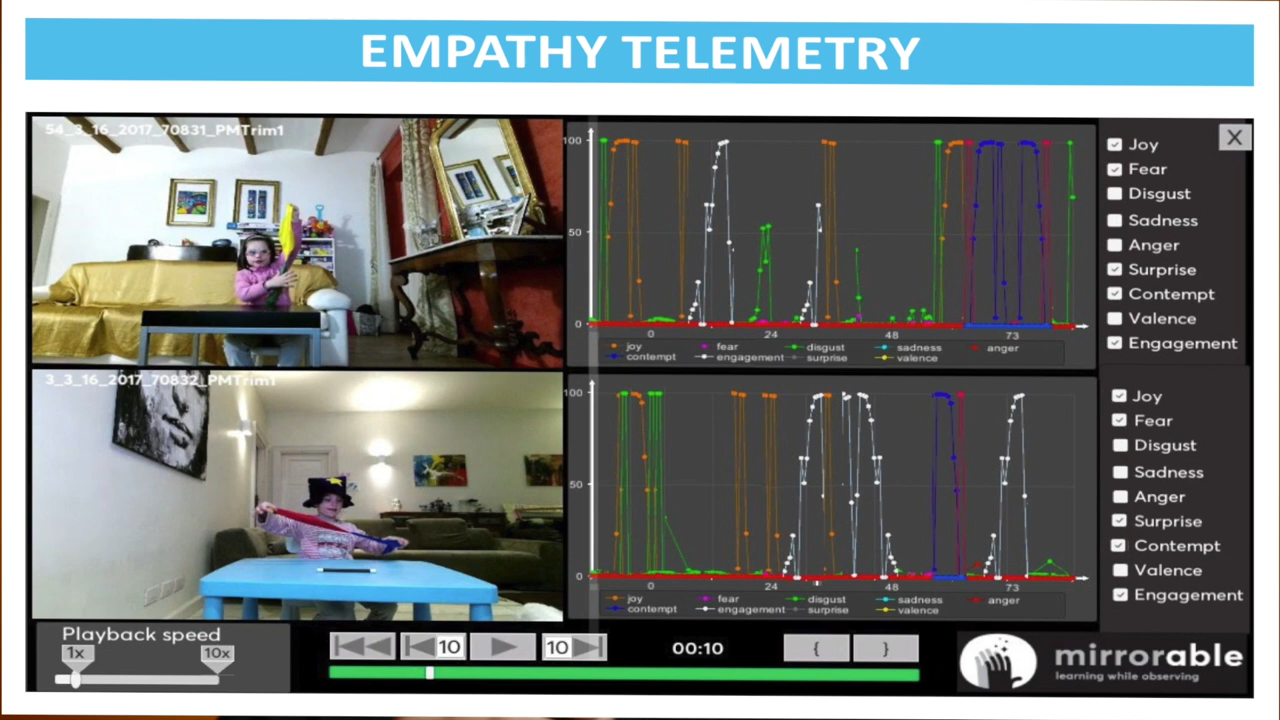 EMPATHY TELEMETRY
54_3_16_2017_70831_PMTrim1
100
50
0
0 24 48 73
joy fear disgust sadness anger
contempt engagement surprise valence
X
Joy
Fear
Disgust
Sadness
Anger
Surprise
Contempt
Valence
Engagement
3_3_16_2017_70832_PMTrim1
100
50
0
0 24 48 73
joy fear disgust sadness anger
contempt engagement surprise valence
Joy
Fear
Disgust
Sadness
Anger
Surprise
Contempt
Valence
Engagement
Playback speed
1x 10x
10 10
00:10
{ }
mirrorable
learning while observing